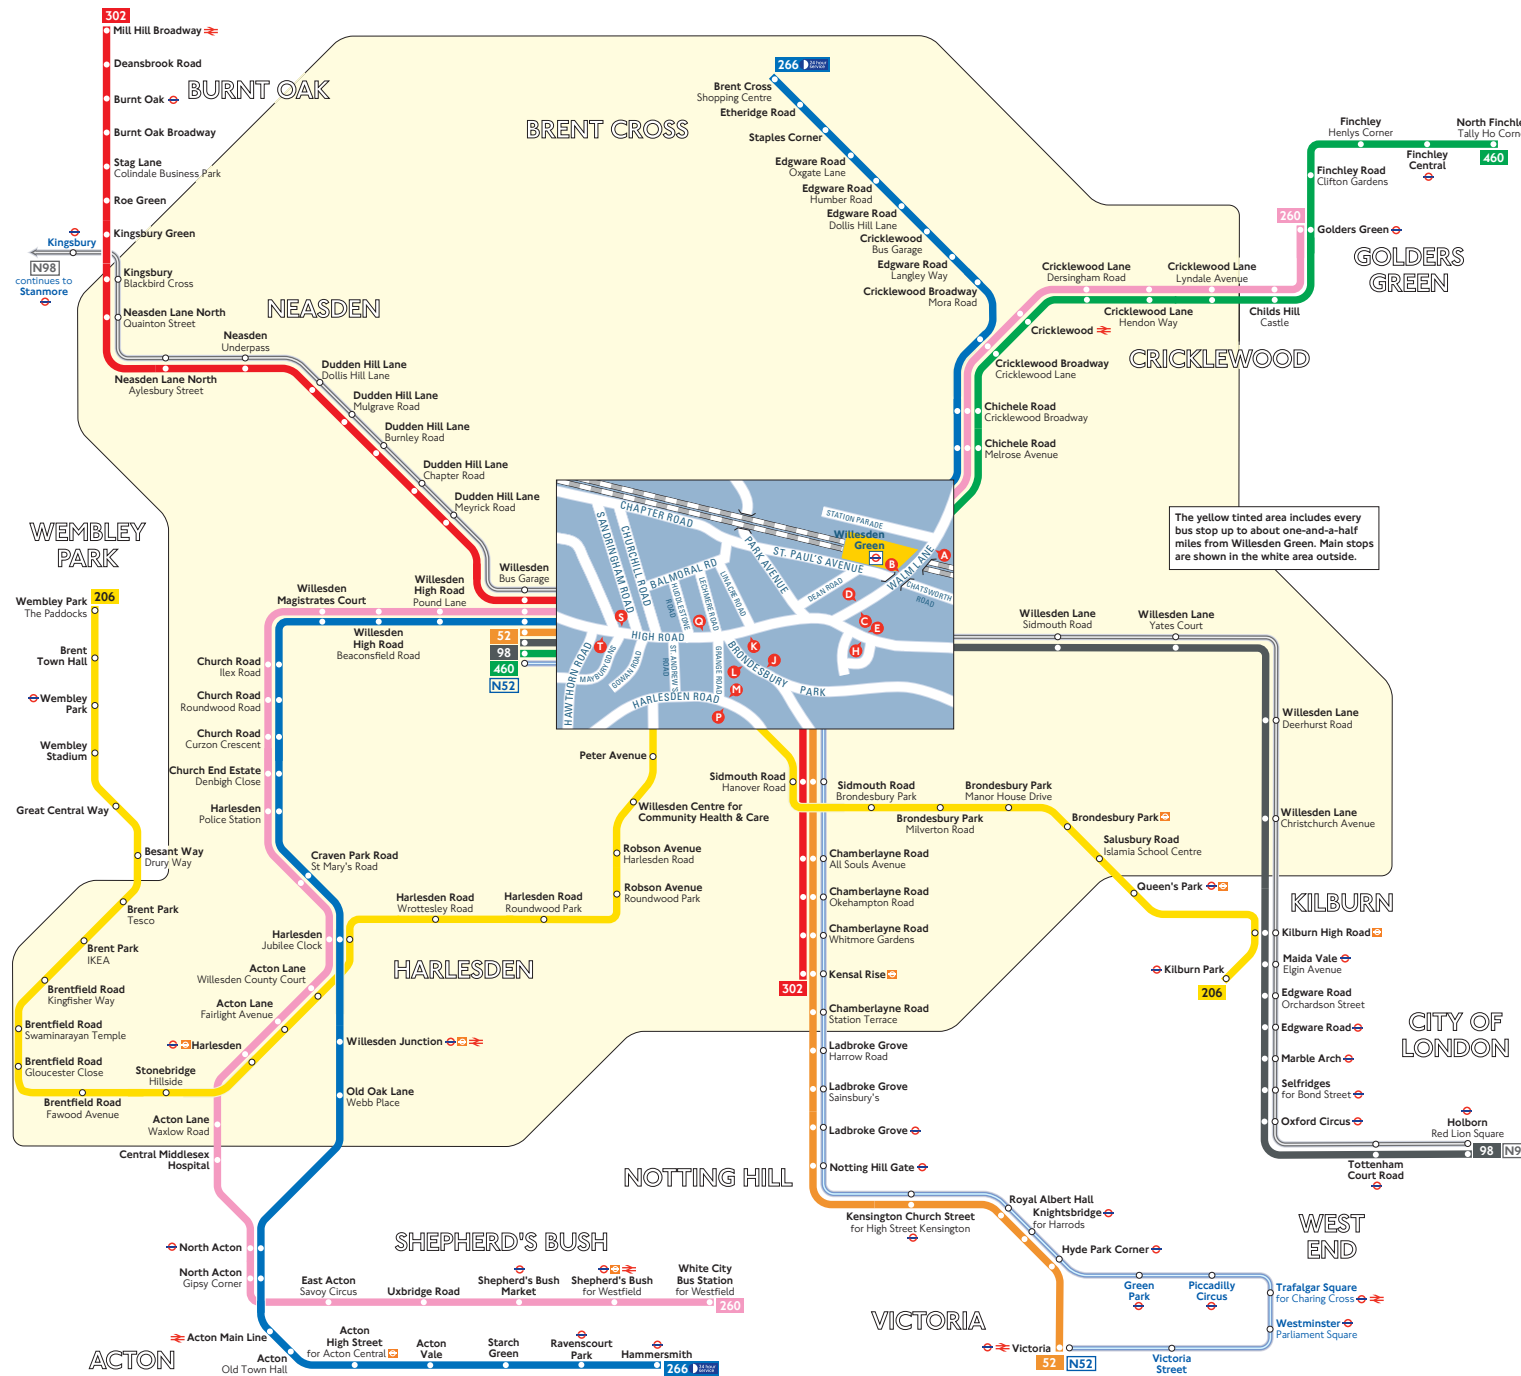 302
Mill Hill Broadway
Deansbrook Road
Burnt Oak
BURNT OAK
Burnt Oak Broadway
Stag Lane
Colindale Business Park
Roe Green
Kingsbury Green
Kingsbury
N98
continues to
Stanmore
Kingsbury
Blackbird Cross
Neasden Lane North
Quainton Street
NEASDEN
Neasden
Underpass
Neasden Lane North
Aylesbury Street
Dudden Hill Lane
Dollis Hill Lane
Dudden Hill Lane
Mulgrave Road
Dudden Hill Lane
Burnley Road
Dudden Hill Lane
Chapter Road
Dudden Hill Lane
Meyrick Road
Willesden
Bus Garage
BRENT CROSS
266
24 hour
service
Brent Cross
Shopping Centre
Etheridge Road
Staples Corner
Edgware Road
Oxgate Lane
Edgware Road
Humber Road
Edgware Road
Dollis Hill Lane
Cricklewood
Bus Garage
Edgware Road
Langley Way
Cricklewood Broadway
Mora Road
Finchley
Henlys Corner
North Finchle
Tally Ho Corn
460
Finchley
Central
Finchley Road
Clifton Gardens
260
Golders Green
GOLDERS
GREEN
Cricklewood Lane
Dersingham Road
Cricklewood Lane
Lyndale Avenue
Cricklewood Lane
Hendon Way
Childs Hill
Castle
Cricklewood
CRICKLEWOOD
Cricklewood Broadway
Cricklewood Lane
Chichele Road
Cricklewood Broadway
Chichele Road
Melrose Avenue
The yellow tinted area includes every
bus stop up to about one-and-a-half
miles from Willesden Green. Main stops
are shown in the white area outside.
WEMBLEY
PARK
206
Wembley Park
The Paddocks
Brent
Town Hall
Wembley
Park
Wembley
Stadium
Great Central Way
Besant Way
Drury Way
Brent Park
Tesco
Brent Park
IKEA
Brentfield Road
Kingfisher Way
Brentfield Road
Swaminarayan Temple
Brentfield Road
Gloucester Close
Brentfield Road
Fawood Avenue
Stonebridge
Hillside
Willesden
Magistrates Court
Willesden
High Road
Pound Lane
Willesden
High Road
Beaconsfield Road
52
98
460
N52
Church Road
Ilex Road
Church Road
Roundwood Road
Church Road
Curzon Crescent
Church End Estate
Denbigh Close
Harlesden
Police Station
Craven Park Road
St Mary's Road
Harlesden
Jubilee Clock
Acton Lane
Willesden County Court
Acton Lane
Fairlight Avenue
Harlesden
Acton Lane
Waxlow Road
Central Middlesex
Hospital
North Acton
North Acton
Gipsy Corner
CHAPTER ROAD
STATION PARADE
Willesden
Green
SANDRINGHAM ROAD
CHURCHILL ROAD
BALMORAL RD
PARK AVENUE
ST. PAUL'S AVENUE
WALM LANE
CHATSWORTH
ROAD
DEAN ROAD
HUDDLESTONE
ROAD
LECHMERE ROAD
LINACRE ROAD
HIGH ROAD
HAWTHORN ROAD
MAYBURY GDNS
GOWAN ROAD
ST. ANDREW'S
ROAD
GRANGE ROAD
BRONDESBURY
PARK
HARLESDEN ROAD
A
B
C
D
E
H
J
K
L
M
P
Q
S
T
Willesden Lane
Sidmouth Road
Willesden Lane
Yates Court
Willesden Lane
Deerhurst Road
Willesden Lane
Christchurch Avenue
Peter Avenue
Willesden Centre for
Community Health & Care
Robson Avenue
Harlesden Road
Robson Avenue
Roundwood Park
Harlesden Road
Wrottesley Road
Harlesden Road
Roundwood Park
HARLESDEN
Willesden Junction
Old Oak Lane
Webb Place
Sidmouth Road
Hanover Road
Sidmouth Road
Brondesbury Park
Brondesbury Park
Milverton Road
Brondesbury Park
Manor House Drive
Brondesbury Park
Salusbury Road
Islamia School Centre
Queen's Park
Kilburn Park
206
Chamberlayne Road
All Souls Avenue
Chamberlayne Road
Okehampton Road
Chamberlayne Road
Whitmore Gardens
Kensal Rise
302
Chamberlayne Road
Station Terrace
Ladbroke Grove
Harrow Road
Ladbroke Grove
Sainsbury's
Ladbroke Grove
Notting Hill Gate
NOTTING HILL
KILBURN
Kilburn High Road
Maida Vale
Elgin Avenue
Edgware Road
Orchardson Street
Edgware Road
Marble Arch
Selfridges
for Bond Street
Oxford Circus
CITY OF
LONDON
Holborn
Red Lion Square
98
N9
Tottenham
Court Road
Kensington Church Street
for High Street Kensington
Royal Albert Hall
Knightsbridge
for Harrods
Hyde Park Corner
Green
Park
Piccadilly
Circus
WEST
END
Trafalgar Square
for Charing Cross
Westminster
Parliament Square
Victoria
Street
VICTORIA
Victoria
52
N52
SHEPHERD'S BUSH
East Acton
Savoy Circus
Uxbridge Road
Shepherd's Bush
Market
Shepherd's Bush
for Westfield
White City
Bus Station
for Westfield
260
ACTON
Acton Main Line
Acton
Old Town Hall
Acton
High Street
for Acton Central
Acton
Vale
Starch
Green
Ravenscourt
Park
Hammersmith
266
24 hour
service